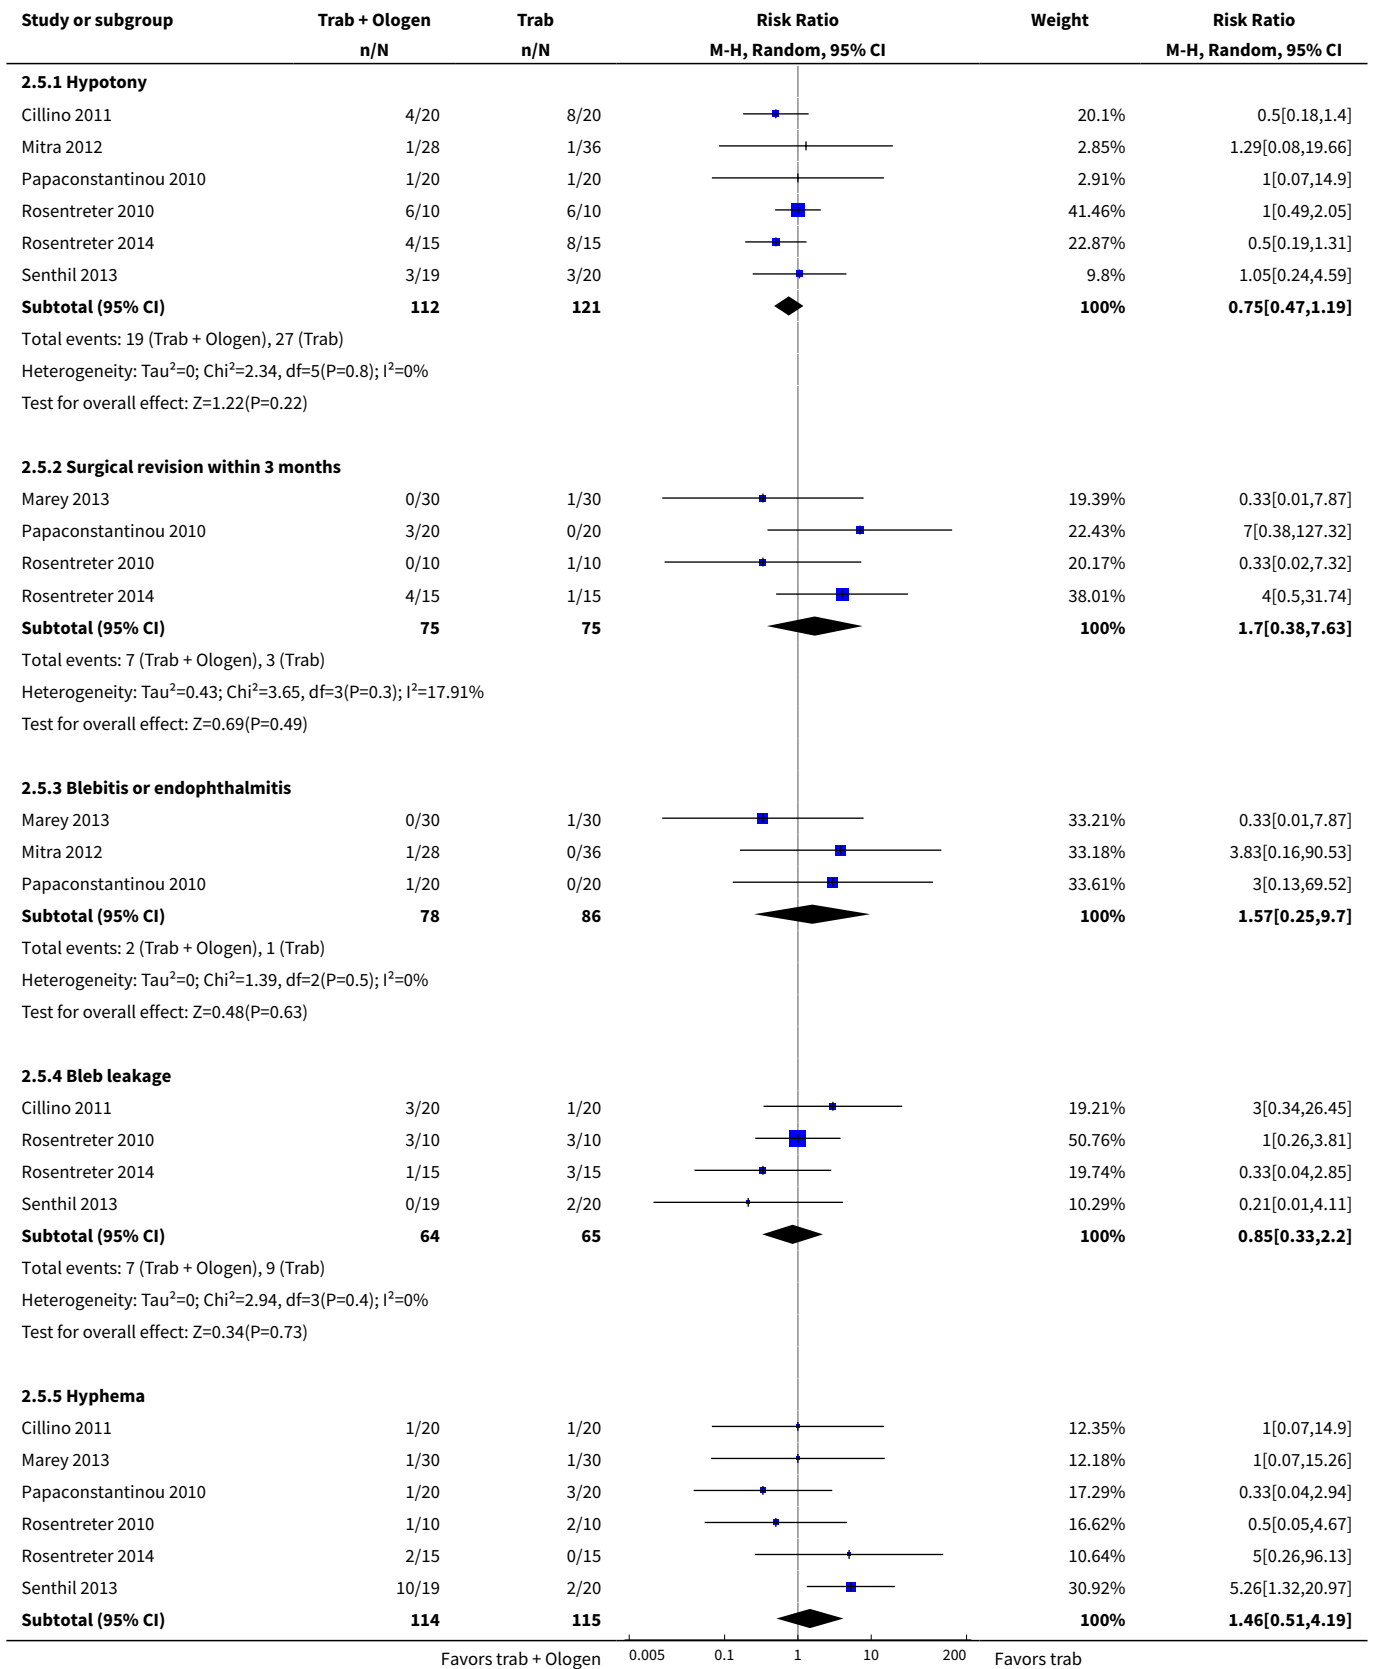 Study or subgroup Trab + Ologen Trab Risk Ratio Weight Risk Ratio
n/N n/N M-H, Random, 95% CI M-H, Random, 95% CI
2.5.1 Hypotony
Cillino 2011 4/20 8/20 20.1% 0.5[0.18,1.4]
Mitra 2012 1/28 1/36 2.85% 1.29[0.08,19.66]
Papaconstantinou 2010 1/20 1/20 2.91% 1[0.07,14.9]
Rosentreter 2010 6/10 6/10 41.46% 1[0.49,2.05]
Rosentreter 2014 4/15 8/15 22.87% 0.5[0.19,1.31]
Senthil 2013 3/19 3/20 9.8% 1.05[0.24,4.59]
Subtotal (95% CI) 112 121 100% 0.75[0.47,1.19]
Total events: 19 (Trab + Ologen), 27 (Trab)
Heterogeneity: Tau²=0; Chi²=2.34, df=5(P=0.8); I²=0%
Test for overall effect: Z=1.22(P=0.22)
2.5.2 Surgical revision within 3 months
Marey 2013 0/30 1/30 19.39% 0.33[0.01,7.87]
Papaconstantinou 2010 3/20 0/20 22.43% 7[0.38,127.32]
Rosentreter 2010 0/10 1/10 20.17% 0.33[0.02,7.32]
Rosentreter 2014 4/15 1/15 38.01% 4[0.5,31.74]
Subtotal (95% CI) 75 75 100% 1.7[0.38,7.63]
Total events: 7 (Trab + Ologen), 3 (Trab)
Heterogeneity: Tau²=0.43; Chi²=3.65, df=3(P=0.3); I²=17.91%
Test for overall effect: Z=0.69(P=0.49)
2.5.3 Blebitis or endophthalmitis
Marey 2013 0/30 1/30 33.21% 0.33[0.01,7.87]
Mitra 2012 1/28 0/36 33.18% 3.83[0.16,90.53]
Papaconstantinou 2010 1/20 0/20 33.61% 3[0.13,69.52]
Subtotal (95% CI) 78 86 100% 1.57[0.25,9.7]
Total events: 2 (Trab + Ologen), 1 (Trab)
Heterogeneity: Tau²=0; Chi²=1.39, df=2(P=0.5); I²=0%
Test for overall effect: Z=0.48(P=0.63)
2.5.4 Bleb leakage
Cillino 2011 3/20 1/20 19.21% 3[0.34,26.45]
Rosentreter 2010 3/10 3/10 50.76% 1[0.26,3.81]
Rosentreter 2014 1/15 3/15 19.74% 0.33[0.04,2.85]
Senthil 2013 0/19 2/20 10.29% 0.21[0.01,4.11]
Subtotal (95% CI) 64 65 100% 0.85[0.33,2.2]
Total events: 7 (Trab + Ologen), 9 (Trab)
Heterogeneity: Tau²=0; Chi²=2.94, df=3(P=0.4); I²=0%
Test for overall effect: Z=0.34(P=0.73)
2.5.5 Hyphema
Cillino 2011 1/20 1/20 12.35% 1[0.07,14.9]
Marey 2013 1/30 1/30 12.18% 1[0.07,15.26]
Papaconstantinou 2010 1/20 3/20 17.29% 0.33[0.04,2.94]
Rosentreter 2010 1/10 2/10 16.62% 0.5[0.05,4.67]
Rosentreter 2014 2/15 0/15 10.64% 5[0.26,96.13]
Senthil 2013 10/19 2/20 30.92% 5.26[1.32,20.97]
Subtotal (95% CI) 114 115 100% 1.46[0.51,4.19]
Favors trab + Ologen 0.005 0.1 1 10 200 Favors trab